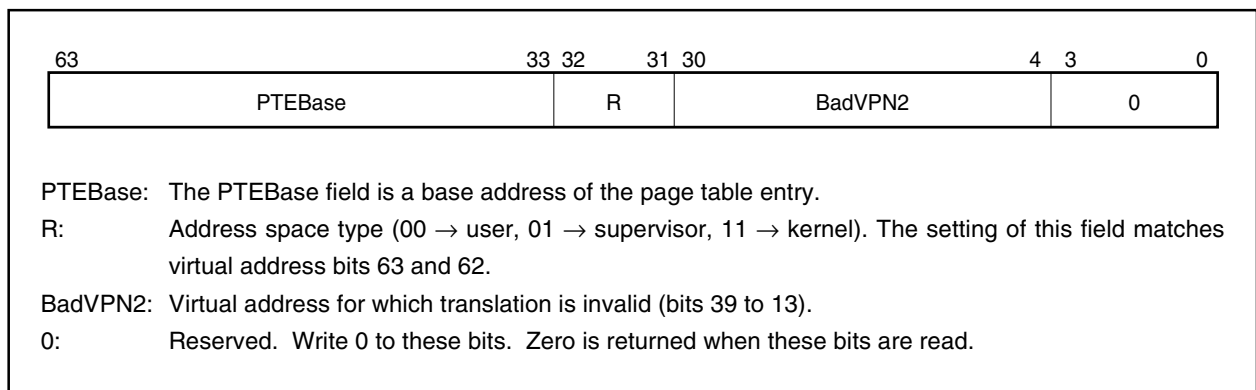 63 33 32 31 30 4 3 0
PTEBase R BadVPN2 0
PTEBase: The PTEBase field is a base address of the page table entry.
R: Address space type (00 → user, 01 → supervisor, 11 → kernel). The setting of this field matches
virtual address bits 63 and 62.
BadVPN2: Virtual address for which translation is invalid (bits 39 to 13).
0: Reserved. Write 0 to these bits. Zero is returned when these bits are read.